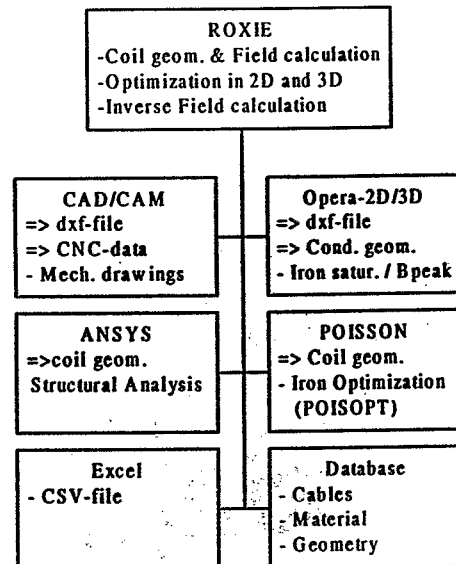 ROXIE
-Coil geom. & Field calculation
-Optimization in 2D and 3D
-Inverse Field calculation
CAD/CAM
=> dxf-file
=> CNC-data
- Mech. drawings
Opera-2D/3D
=> dxf-file
=> Cond. geom.
- Iron satur. / Bpeak
ANSYS
=>coil geom.
Structural Analysis
POISSON
=> Coil geom.
- Iron Optimization
(POISOPT)
Excel
- CSV-file
Database
- Cables
- Material
- Geometry